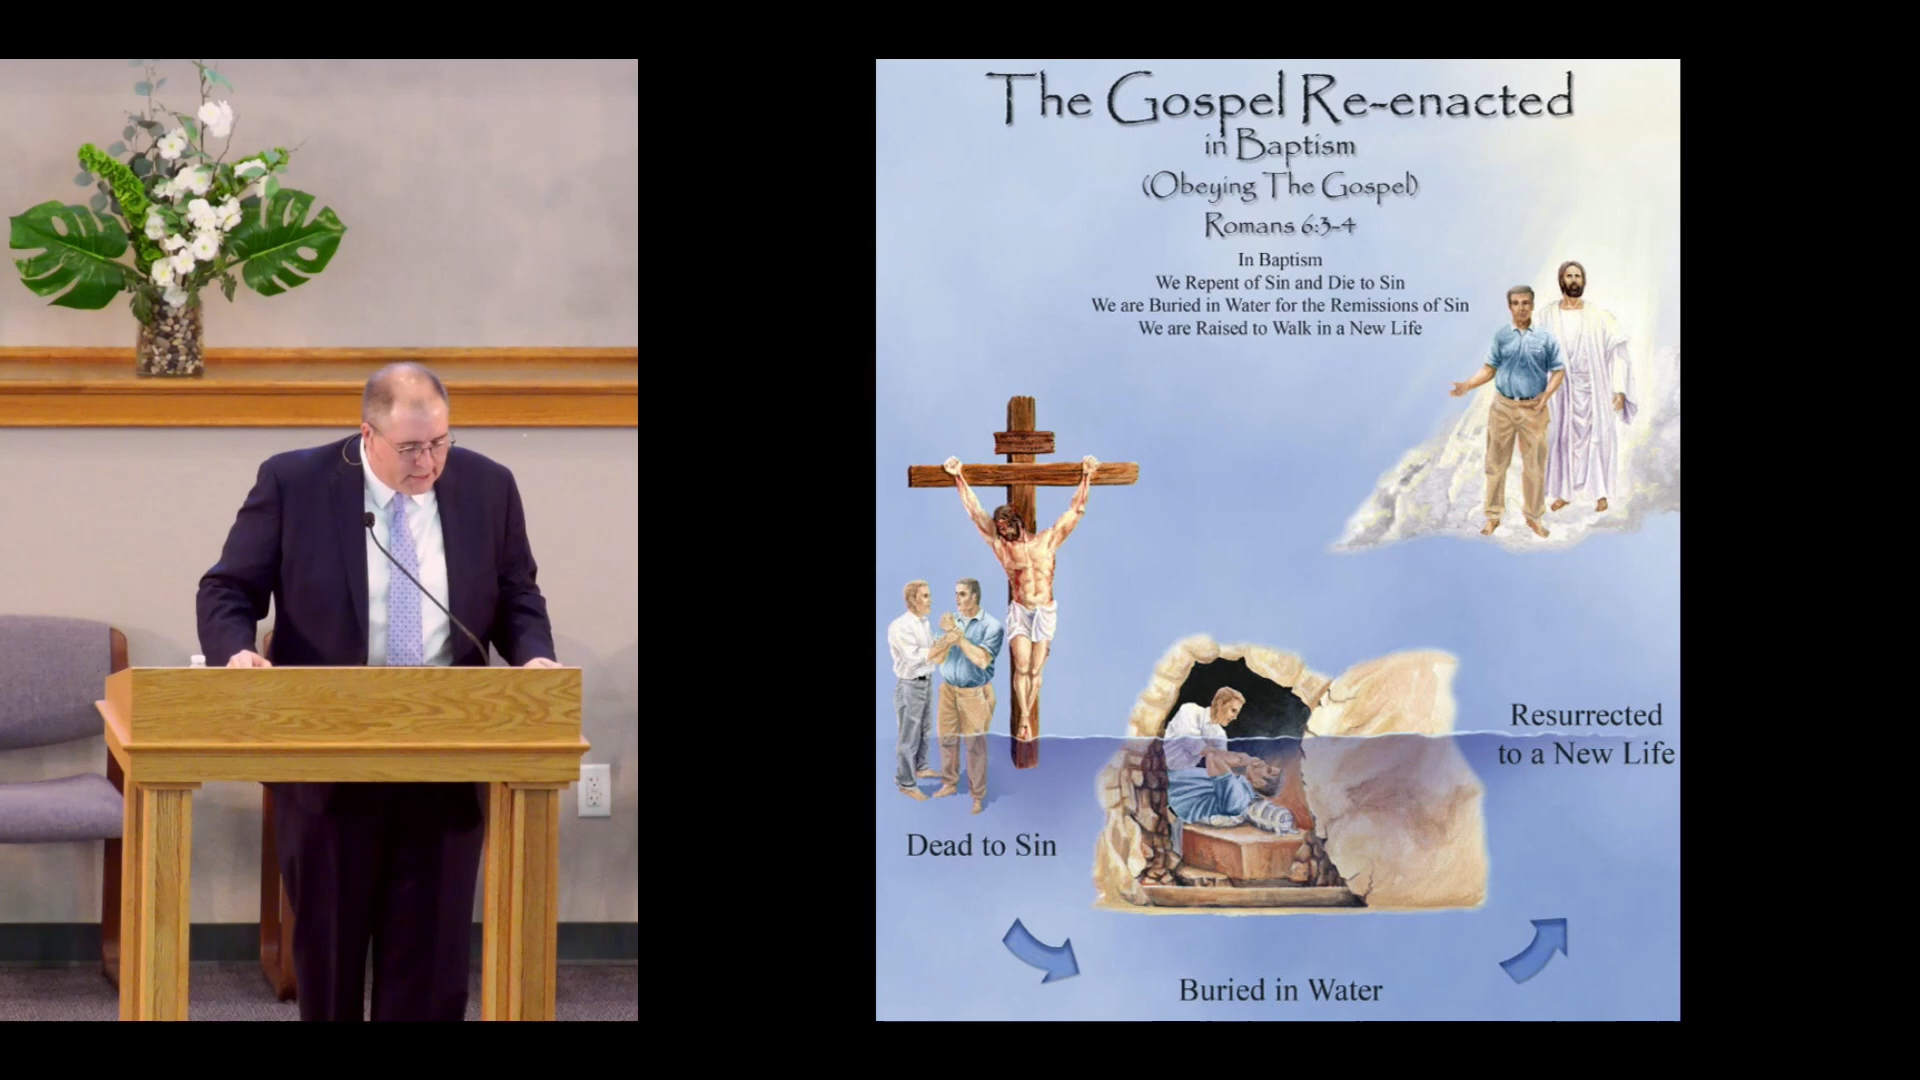 The Gospel Re-enacted
in Baptism
(Obeying The Gospel)
Romans 6:3-4
In Baptism
We Repent of Sin and Die to Sin
We are Buried in Water for the Remissions of Sin
We are Raised to Walk in a New Life
Resurrected
to a New Life
Dead to Sin
Buried in Water